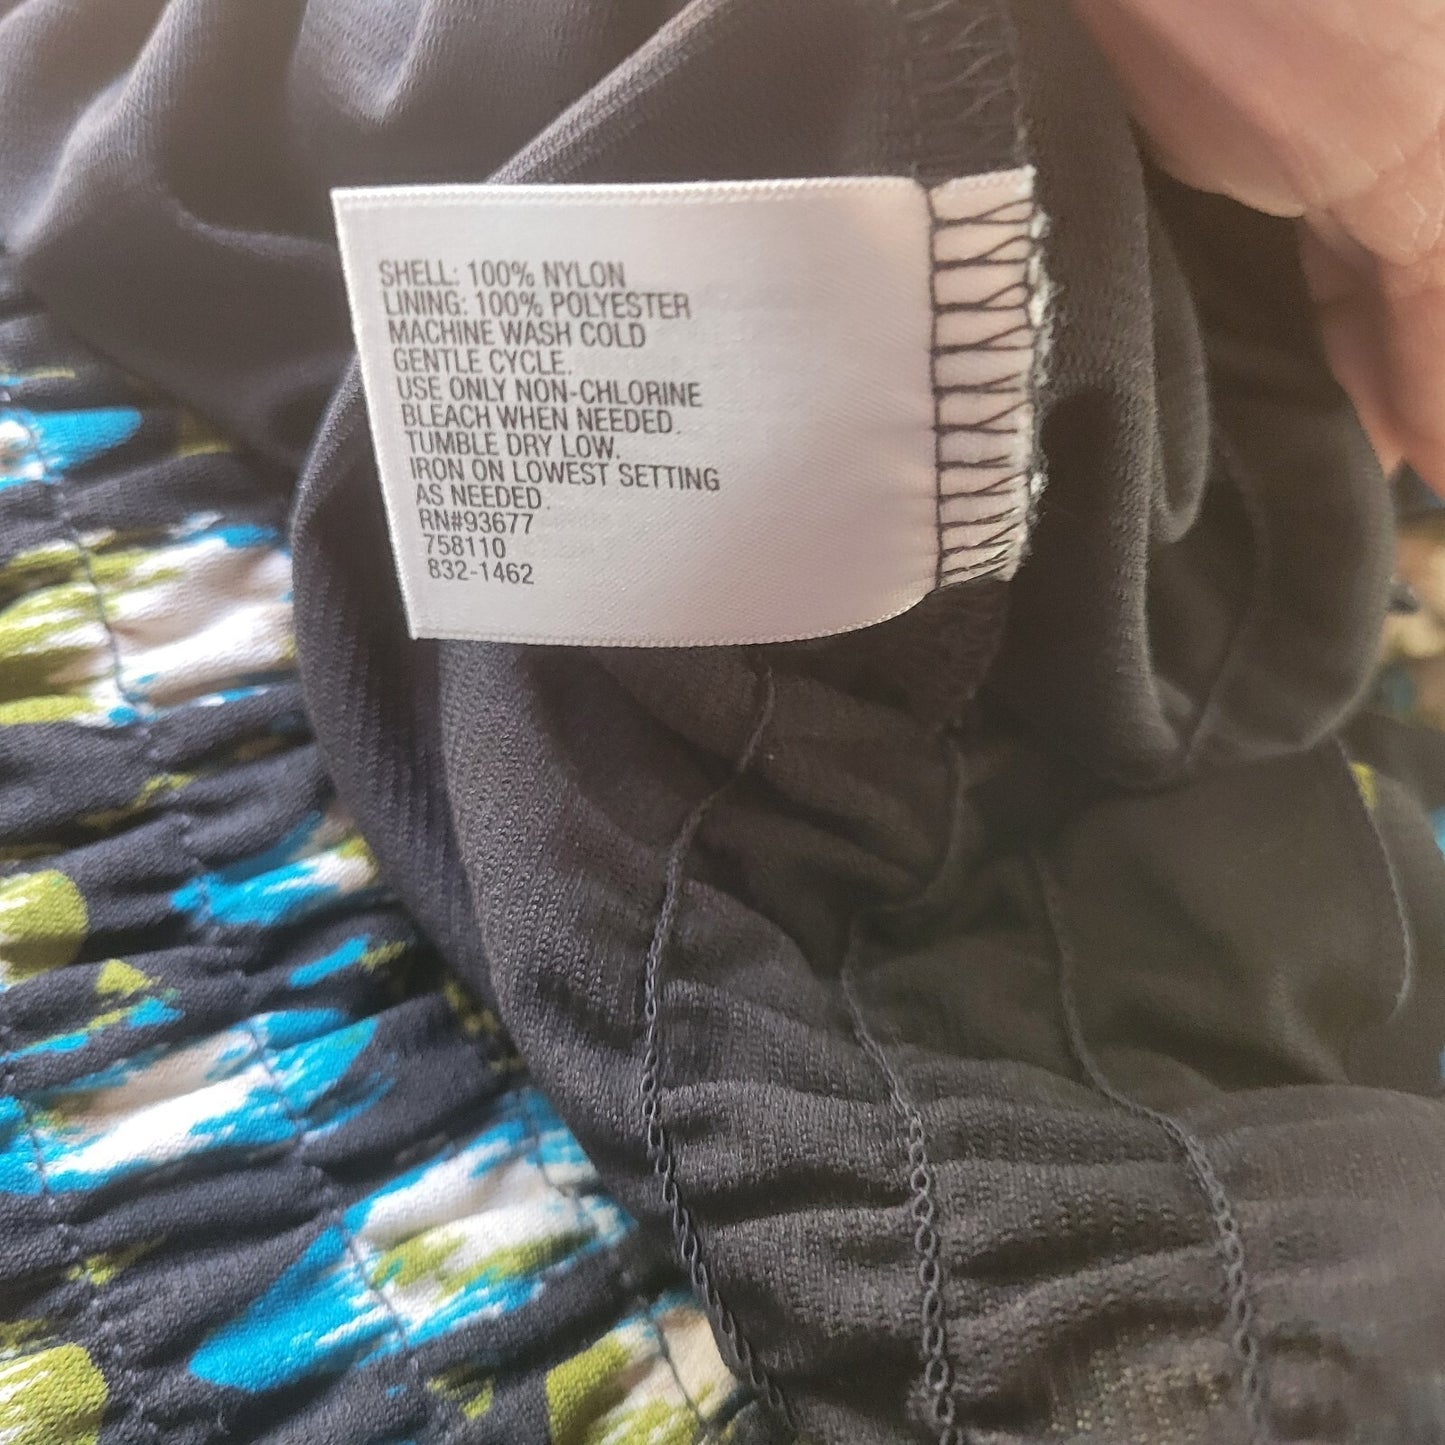 SHELL: 100% NYLON
LINING: 100% POLYESTER
MACHINE WASH COLD
GENTLE CYCLE.
USE ONLY NON-CHLORINE
BLEACH WHEN NEEDED.
TUMBLE DRY LOW.
IRON ON LOWEST SETTING
AS NEEDED.
RN#93677
758110
832-1462